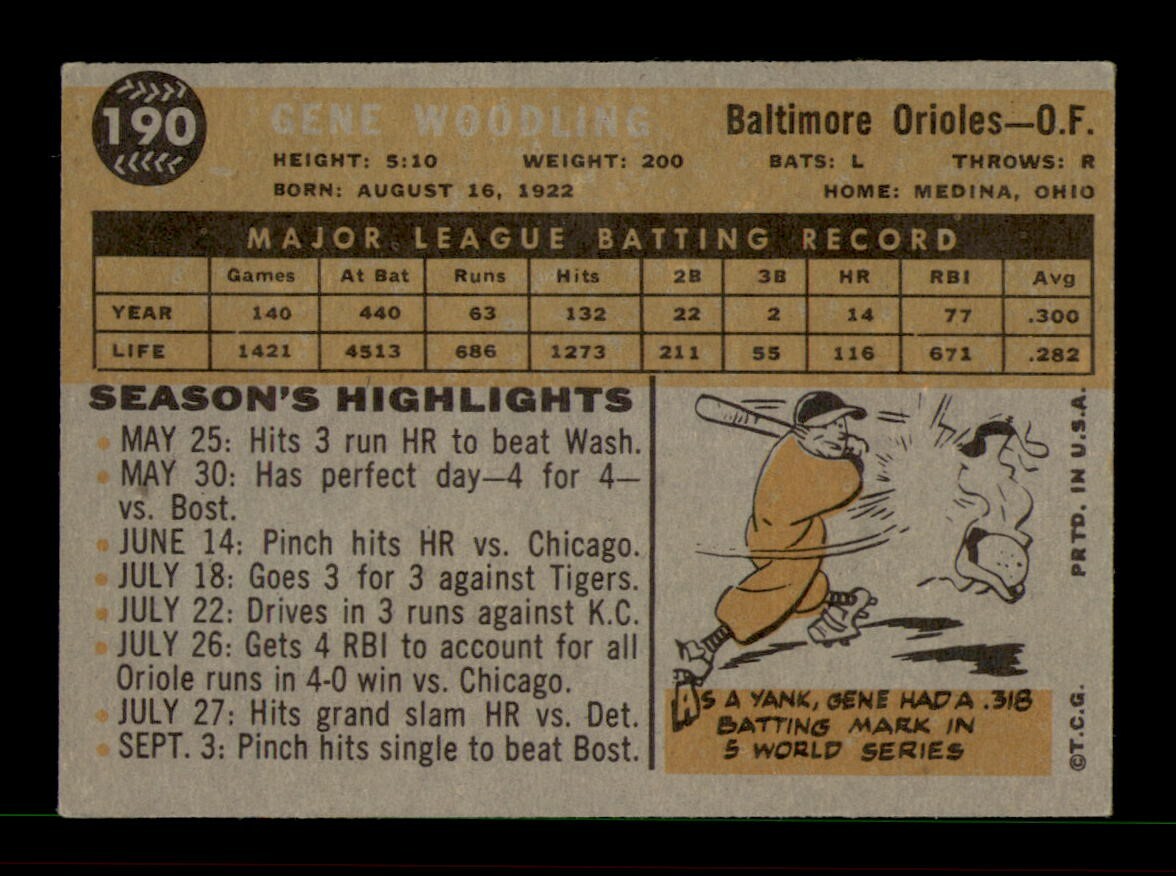 190
GENE WOODLING
Baltimore Orioles—O.F.
HEIGHT: 5:10 WEIGHT: 200 BATS: L THROWS: R
BORN: AUGUST 16, 1922 HOME: MEDINA, OHIO
MAJOR LEAGUE BATTING RECORD
Games At Bat Runs Hits 2B 3B HR RBI Avg
YEAR 140 440 63 132 22 2 14 77 .300
LIFE 1421 4513 686 1273 211 55 116 671 .282
SEASON'S HIGHLIGHTS
• MAY 25: Hits 3 run HR to beat Wash.
• MAY 30: Has perfect day—4 for 4—
vs. Bost.
• JUNE 14: Pinch hits HR vs. Chicago.
• JULY 18: Goes 3 for 3 against Tigers.
• JULY 22: Drives in 3 runs against K.C.
• JULY 26: Gets 4 RBI to account for all
Oriole runs in 4-0 win vs. Chicago.
• JULY 27: Hits grand slam HR vs. Det.
• SEPT. 3: Pinch hits single to beat Bost.
AS A YANK, GENE HAD A .318
BATTING MARK IN
5 WORLD SERIES
©T.C.G. PRTD. IN U.S.A.